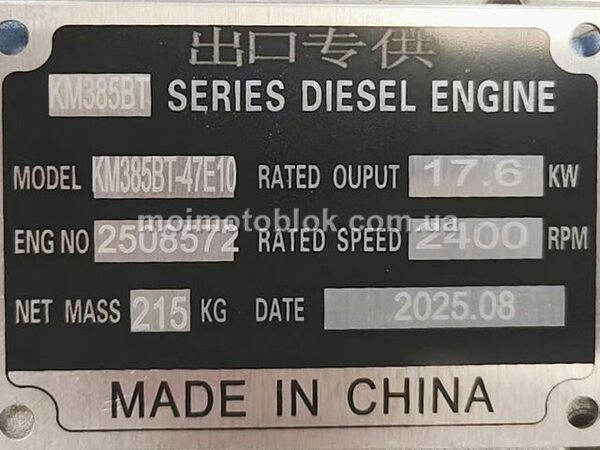 出口专供
KM385BT SERIES DIESEL ENGINE
MODEL KM385BT-47E10 RATED OUPUT 17.6 KW
moimotoblok.com.ua
ENG NO 2508572 RATED SPEED 2400 RPM
NET MASS 215 KG DATE 2025.08
MADE IN CHINA